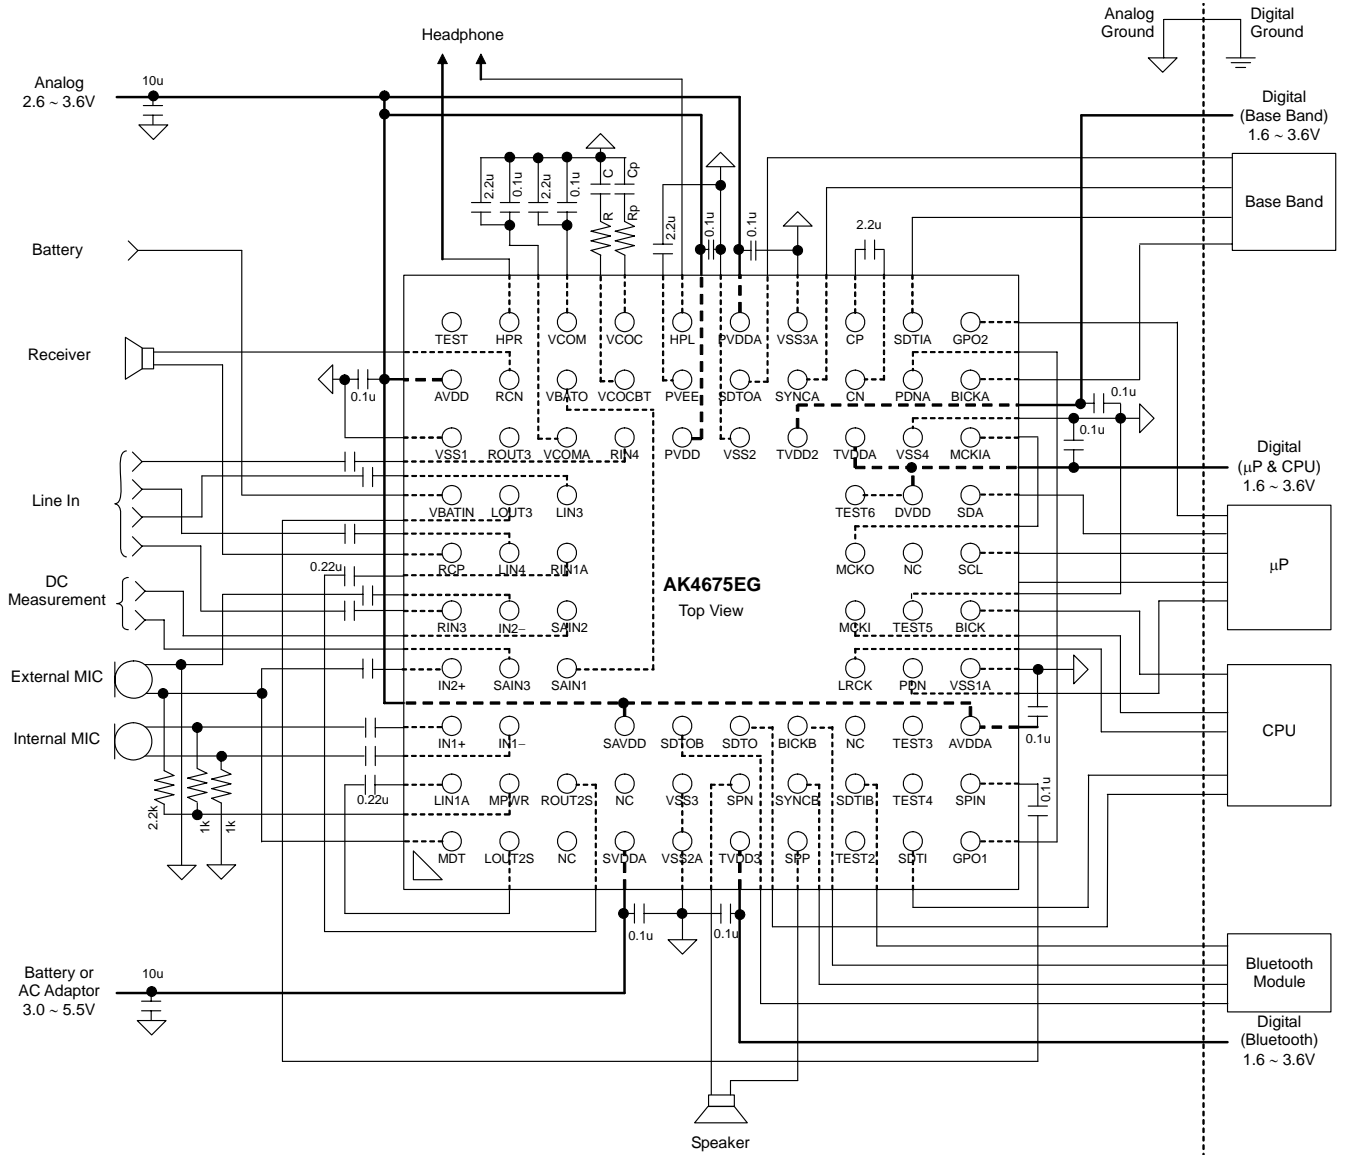 Analog
Ground
Digital
Ground
Headphone
Analog
2.6 ~ 3.6V
10u
Digital
(Base Band)
1.6 ~ 3.6V
Base Band
2.2u
0.1u
2.2u
0.1u
C
Cp
R
Rp
2.2u
0.1u
0.1u
2.2u
Battery
Receiver
TEST
HPR
VCOM
VCOC
HPL
PVDDA
VSS3A
CP
SDTIA
GPO2
0.1u
AVDD
RCN
VBATO
VCOCBT
PVEE
SDTOA
SYNCA
CN
PDNA
BICKA
0.1u
0.1u
VSS1
ROUT3
VCOMA
RIN4
PVDD
VSS2
TVDD2
TVDDA
VSS4
MCKIA
Digital
(μP & CPU)
1.6 ~ 3.6V
Line In
VBATIN
LOUT3
LIN3
TEST6
DVDD
SDA
0.22u
RCP
LIN4
RIN1A
MCKO
NC
SCL
μP
DC
Measurement
AK4675EG
Top View
RIN3
IN2−
SAIN2
MCKI
TEST5
BICK
External MIC
IN2+
SAIN3
SAIN1
LRCK
PDN
VSS1A
Internal MIC
IN1+
IN1−
SAVDD
SDTOB
SDTO
BICKB
NC
TEST3
AVDDA
0.1u
CPU
2.2k
1k
1k
0.22u
LIN1A
MPWR
ROUT2S
NC
VSS3
SPN
SYNCB
SDTIB
TEST4
SPIN
0.1u
MDT
LOUT2S
NC
SVDDA
VSS2A
TVDD3
SPP
TEST2
SDTI
GPO1
0.1u
0.1u
Battery or
AC Adaptor
3.0 ~ 5.5V
10u
Bluetooth
Module
Digital
(Bluetooth)
1.6 ~ 3.6V
Speaker